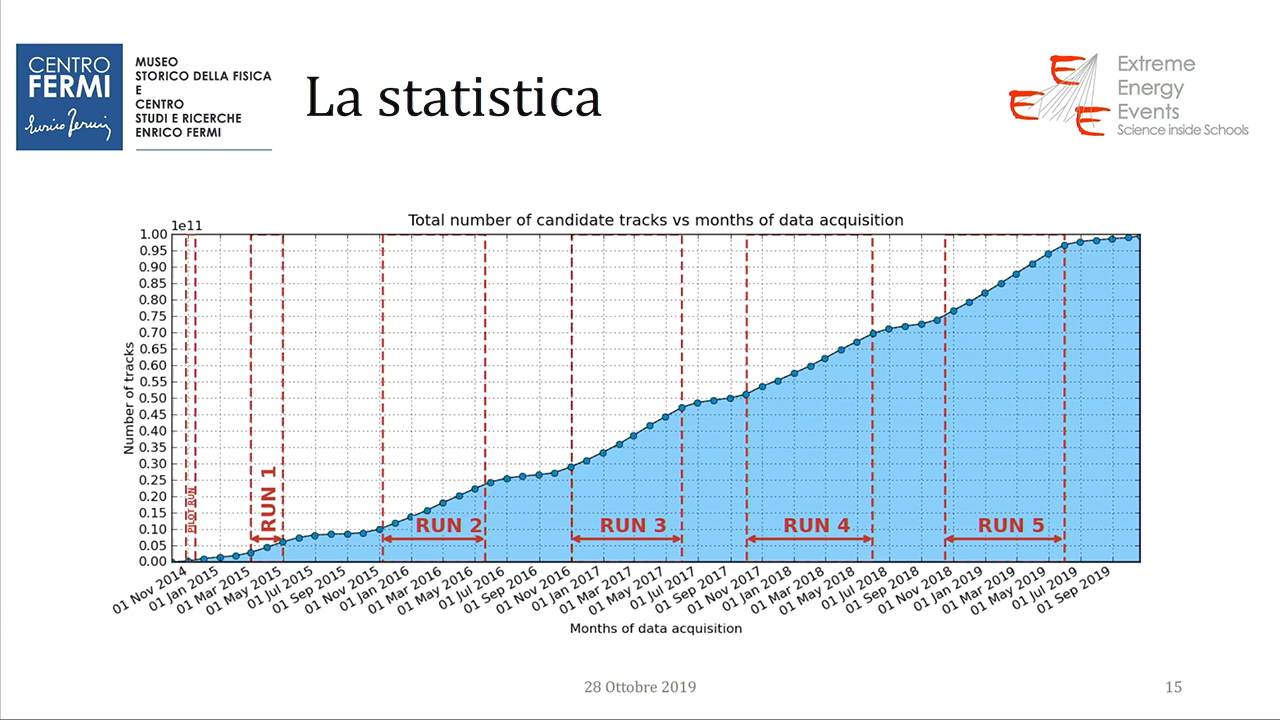 CENTRO
FERMI
Enrico Fermi
MUSEO
STORICO DELLA FISICA
E
CENTRO
STUDI E RICERCHE
ENRICO FERMI
La statistica
EEE
Extreme
Energy
Events
Science inside Schools
Total number of candidate tracks vs months of data acquisition
1e11
1.00
0.95
0.90
0.85
0.80
0.75
0.70
0.65
0.60
0.55
0.50
0.45
0.40
0.35
0.30
0.25
0.20
0.15
0.10
0.05
0.00
Number of tracks
PILOT RUN
RUN 1
RUN 2
RUN 3
RUN 4
RUN 5
01 Nov 2014
01 Jan 2015
01 Mar 2015
01 May 2015
01 Jul 2015
01 Sep 2015
01 Nov 2015
01 Jan 2016
01 Mar 2016
01 May 2016
01 Jul 2016
01 Sep 2016
01 Nov 2016
01 Jan 2017
01 Mar 2017
01 May 2017
01 Jul 2017
01 Sep 2017
01 Nov 2017
01 Jan 2018
01 Mar 2018
01 May 2018
01 Jul 2018
01 Sep 2018
01 Nov 2018
01 Jan 2019
01 Mar 2019
01 May 2019
01 Jul 2019
01 Sep 2019
Months of data acquisition
28 Ottobre 2019
15